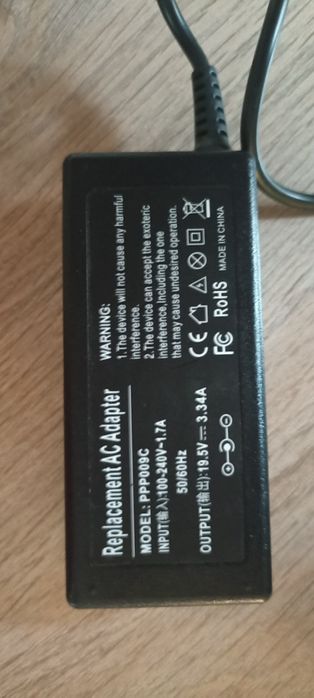 Replacement AC Adapter
MODEL: PPP009C
INPUT(输入):100-240V~1.7A
50/60Hz
OUTPUT(输出):19.5V⎓3.34A
WARNING:
1.The device will not cause any harmful
interference.
2.The device can accept the exoteric
interference,Including the one
that may cause undesired operation.
CE
FC RoHS MADE IN CHINA